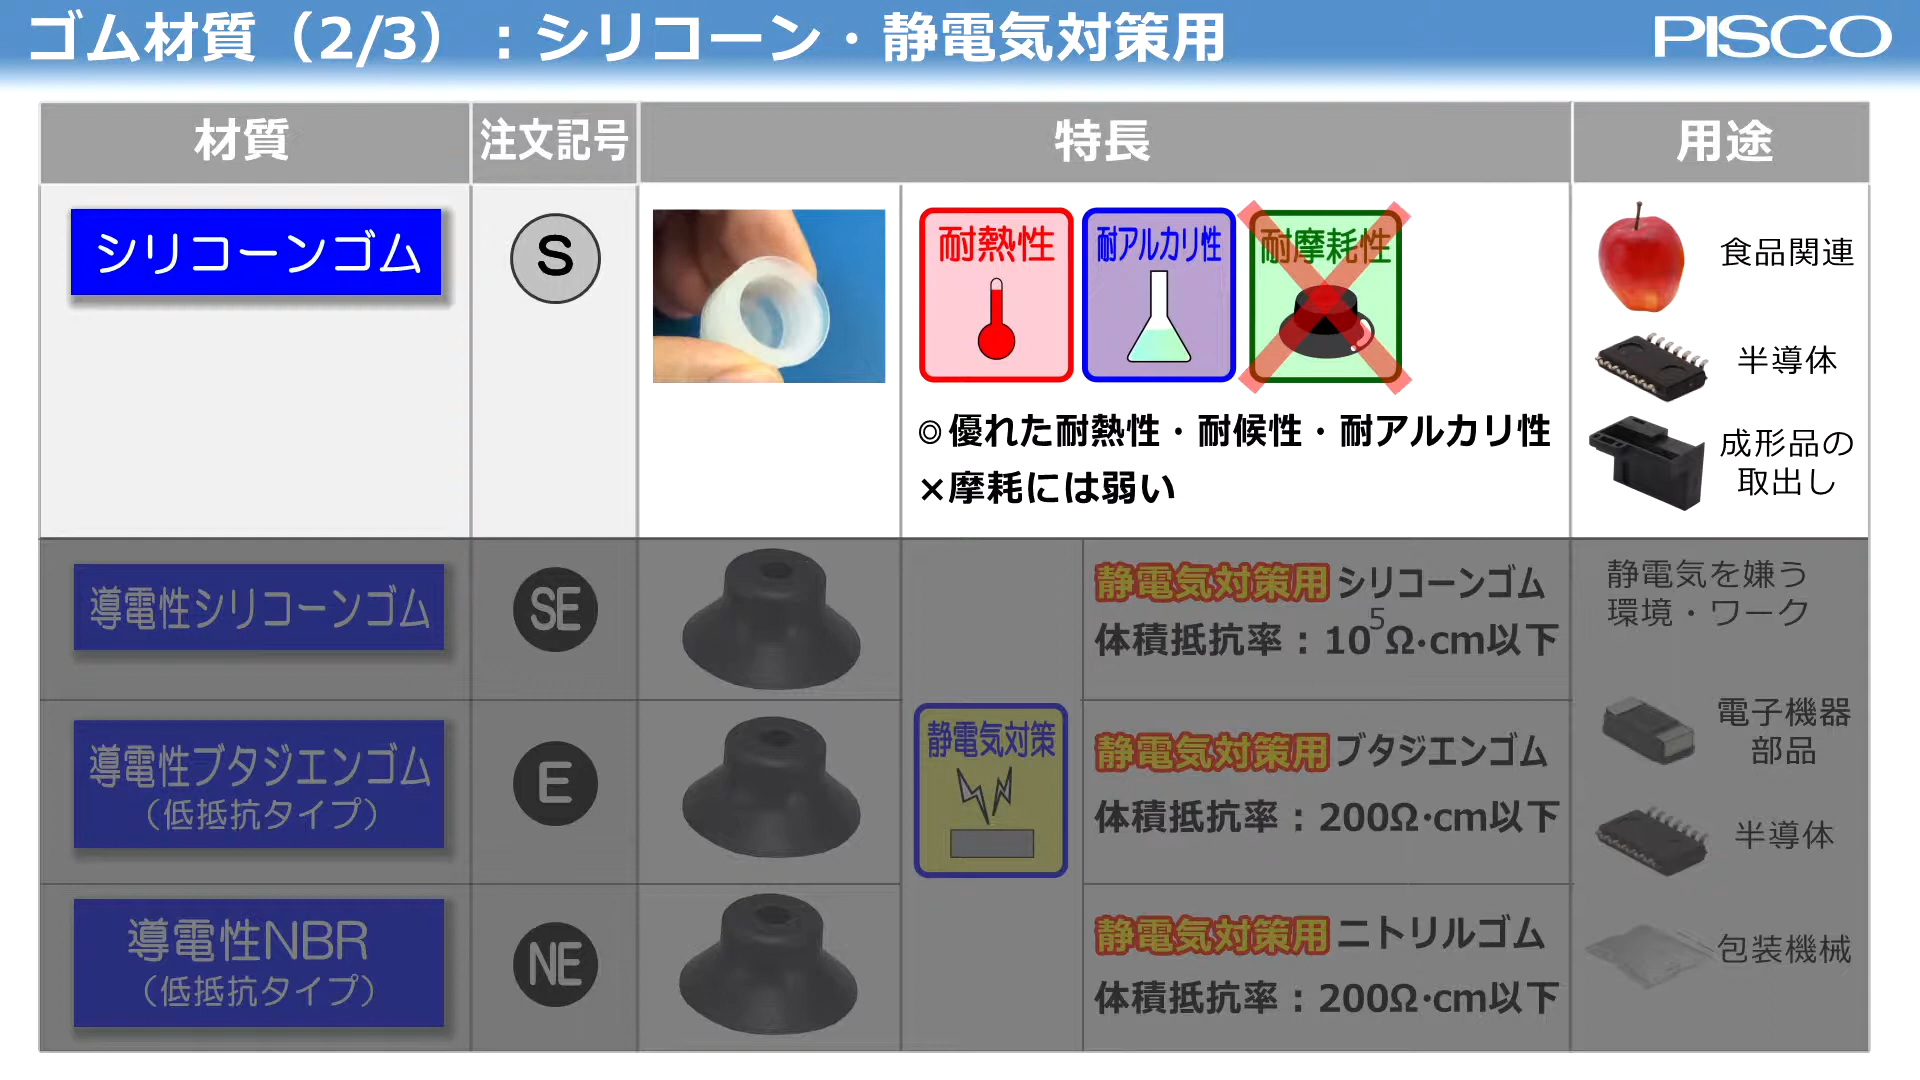 ゴム材質（2/3）：シリコーン・静電気対策用
PISCO
材質
注文記号
特長
用途
シリコーンゴム
S
耐熱性
耐アルカリ性
耐摩耗性
◎優れた耐熱性・耐候性・耐アルカリ性
×摩耗には弱い
食品関連
半導体
成形品の
取出し
導電性シリコーンゴム
SE
静電気対策用シリコーンゴム
体積抵抗率：10⁵Ω·cm以下
静電気を嫌う
環境・ワーク
導電性ブタジエンゴム
（低抵抗タイプ）
E
静電気対策
静電気対策用ブタジエンゴム
体積抵抗率：200Ω·cm以下
電子機器
部品
半導体
導電性NBR
（低抵抗タイプ）
NE
静電気対策用ニトリルゴム
体積抵抗率：200Ω·cm以下
包装機械